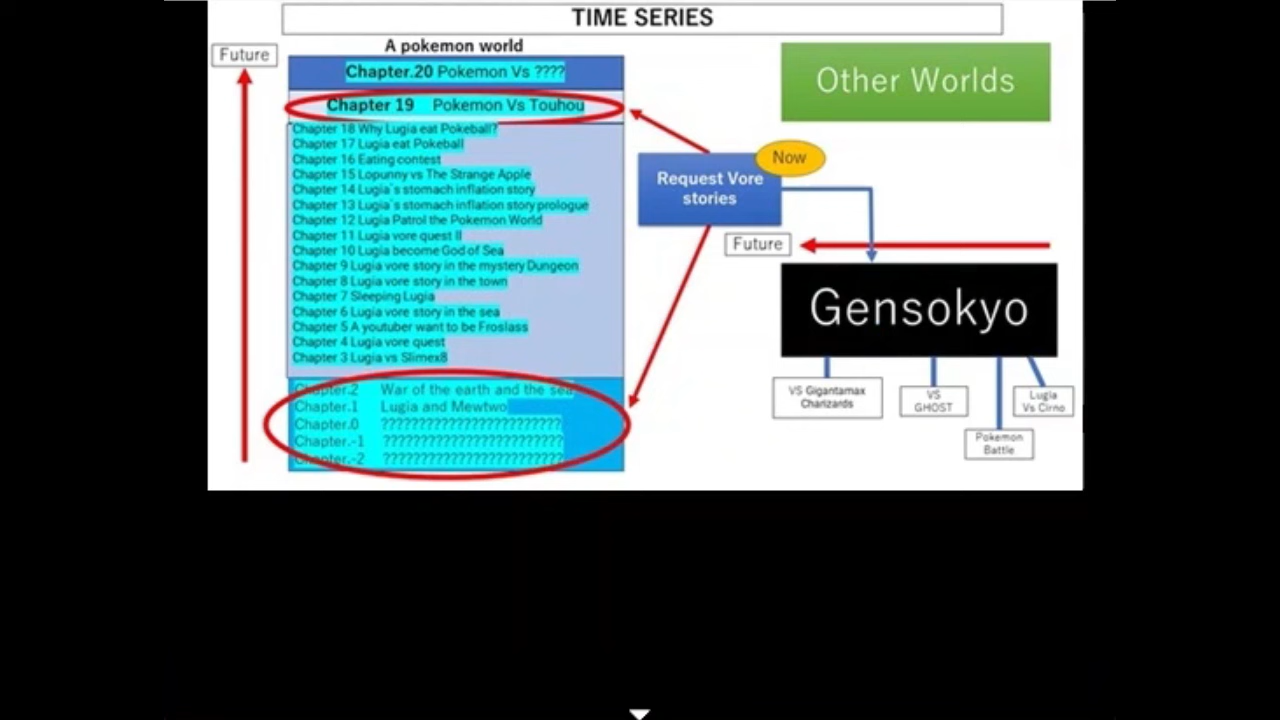 TIME SERIES
Future
A pokemon world
Chapter.20 Pokemon Vs ????
Chapter 19 Pokemon Vs Touhou
Chapter 18 Why Lugia eat Pokeball?
Chapter 17 Lugia eat Pokeball
Chapter 16 Eating contest
Chapter 15 Lopunny vs The Strange Apple
Chapter 14 Lugia`s stomach inflation story
Chapter 13 Lugia`s stomach inflation story prologue
Chapter 12 Lugia Patrol the Pokemon World
Chapter 11 Lugia vore quest II
Chapter 10 Lugia become God of Sea
Chapter 9 Lugia vore story in the mystery Dungeon
Chapter 8 Lugia vore story in the town
Chapter 7 Sleeping Lugia
Chapter 6 Lugia vore story in the sea
Chapter 5 A youtuber want to be Froslass
Chapter 4 Lugia vore quest
Chapter 3 Lugia vs Slimex8
Chapter.2 War of the earth and the sea
Chapter.1 Lugia and Mewtwo
Chapter.0 ????????????????????????
Chapter.-1 ????????????????????????
Chapter.-2 ????????????????????????
Other Worlds
Now
Request Vore
stories
Future
Gensokyo
VS Gigantamax
Charizards
VS
GHOST
Pokemon
Battle
Lugia
Vs Cirno